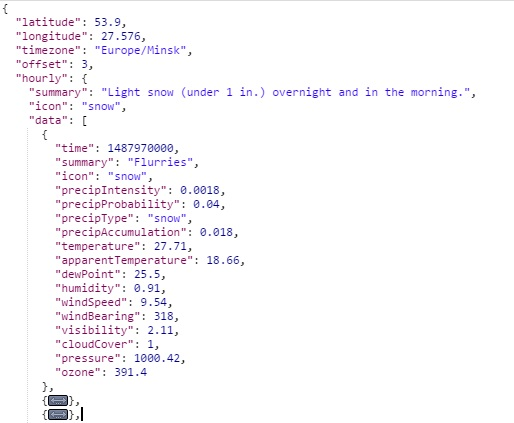 {
"latitude": 53.9,
"longitude": 27.576,
"timezone": "Europe/Minsk",
"offset": 3,
"hourly": {
"summary": "Light snow (under 1 in.) overnight and in the morning.",
"icon": "snow",
"data": [
{
"time": 1487970000,
"summary": "Flurries",
"icon": "snow",
"precipIntensity": 0.0018,
"precipProbability": 0.04,
"precipType": "snow",
"precipAccumulation": 0.018,
"temperature": 27.71,
"apparentTemperature": 18.66,
"dewPoint": 25.5,
"humidity": 0.91,
"windSpeed": 9.54,
"windBearing": 318,
"visibility": 2.11,
"cloudCover": 1,
"pressure": 1000.42,
"ozone": 391.4
},
{},
{},